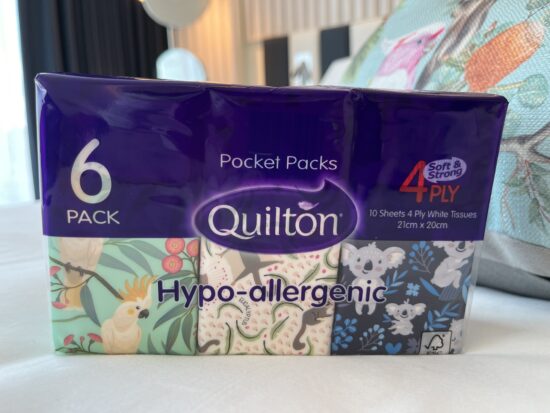 6
PACK
Pocket Packs
Quilton
Soft &
Strong
4
PLY
10 Sheets 4 Ply White Tissues
21cm x 20cm
Hypo-allergenic
FSC